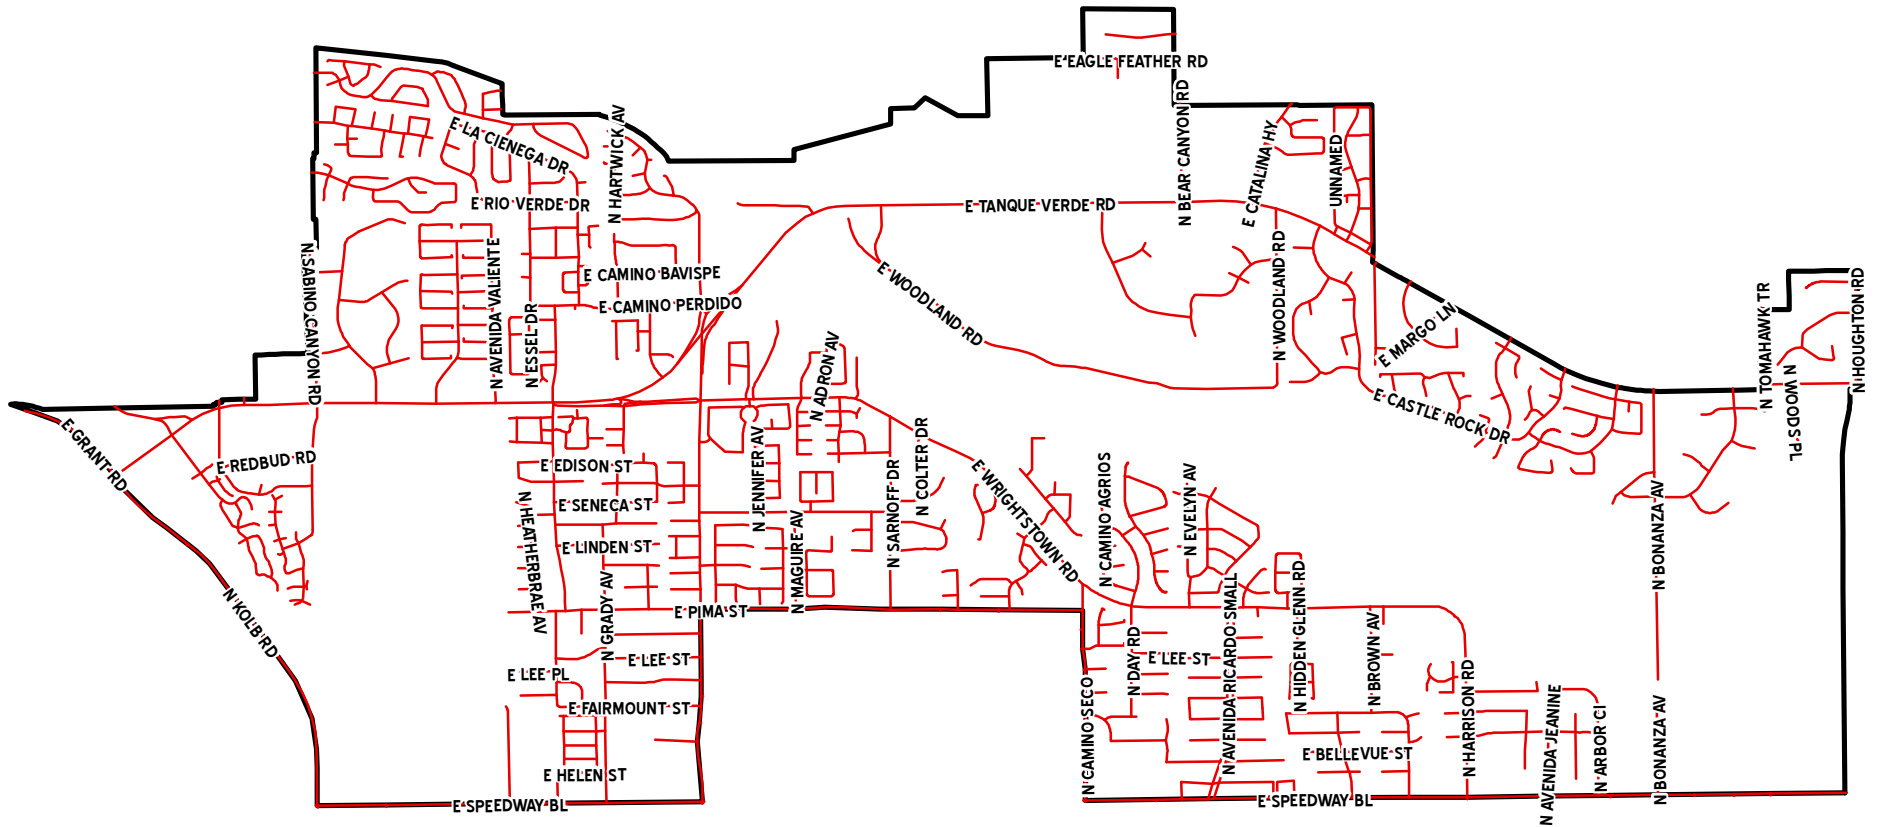 E EAGLE FEATHER RD
N BEAR CANYON RD
N HARTWICK AV
E LA CIENEGA DR
E CATALINA HY
UNNAMED
E RIO VERDE DR
E TANQUE VERDE RD
N SABINO CANYON RD
N AVENIDA VALIENTE
E CAMINO BAVISPE
E CAMINO PERDIDO
N ESSEL DR
E WOODLAND RD
N WOODLAND RD
E MARGO LN
N TOMAHAWK TR
N HOUGHTON RD
N WOODS PL
E CASTLE ROCK DR
N ADRON AV
E GRANT RD
E REDBUD RD
E EDISON ST
N JENNIFER AV
N COLTER DR
N SARNOFF DR
E WRIGHTSTOWN RD
N CAMINO AGRIOS
N EVELYN AV
N BONANZA AV
E SENECA ST
N HEATHERBRAE AV
E LINDEN ST
N MAGUIRE AV
N GRADY AV
E PIMA ST
N KOLB RD
E LEE ST
E LEE PL
N DAY RD
E LEE ST
N AVENIDA RICARDO SMALL
N HIDDEN GLENN RD
N BROWN AV
N HARRISON RD
E FAIRMOUNT ST
N CAMINO SECO
E BELLEVUE ST
N AVENIDA JEANINE
N ARBOR CI
N BONANZA AV
E HELEN ST
E SPEEDWAY BL
E SPEEDWAY BL